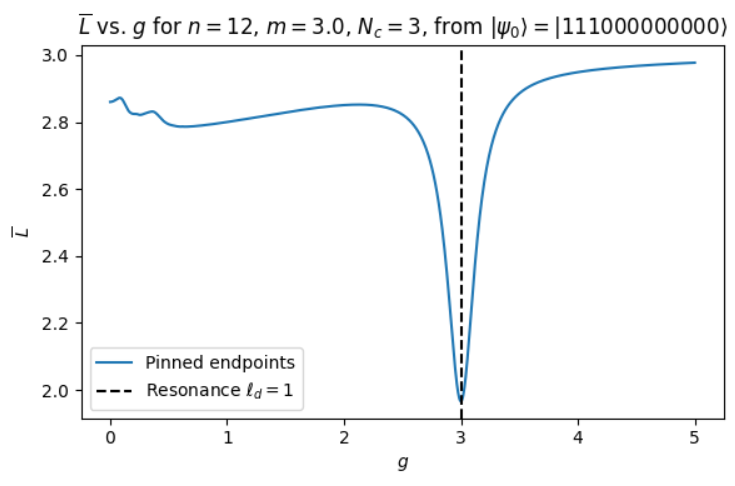 L̅ vs. g for n = 12, m = 3.0, N_c = 3, from |ψ₀⟩ = |111000000000⟩
3.0
2.8
2.6
2.4
2.2
2.0
L̅
Pinned endpoints
Resonance ℓ_d = 1
0 1 2 3 4 5
g